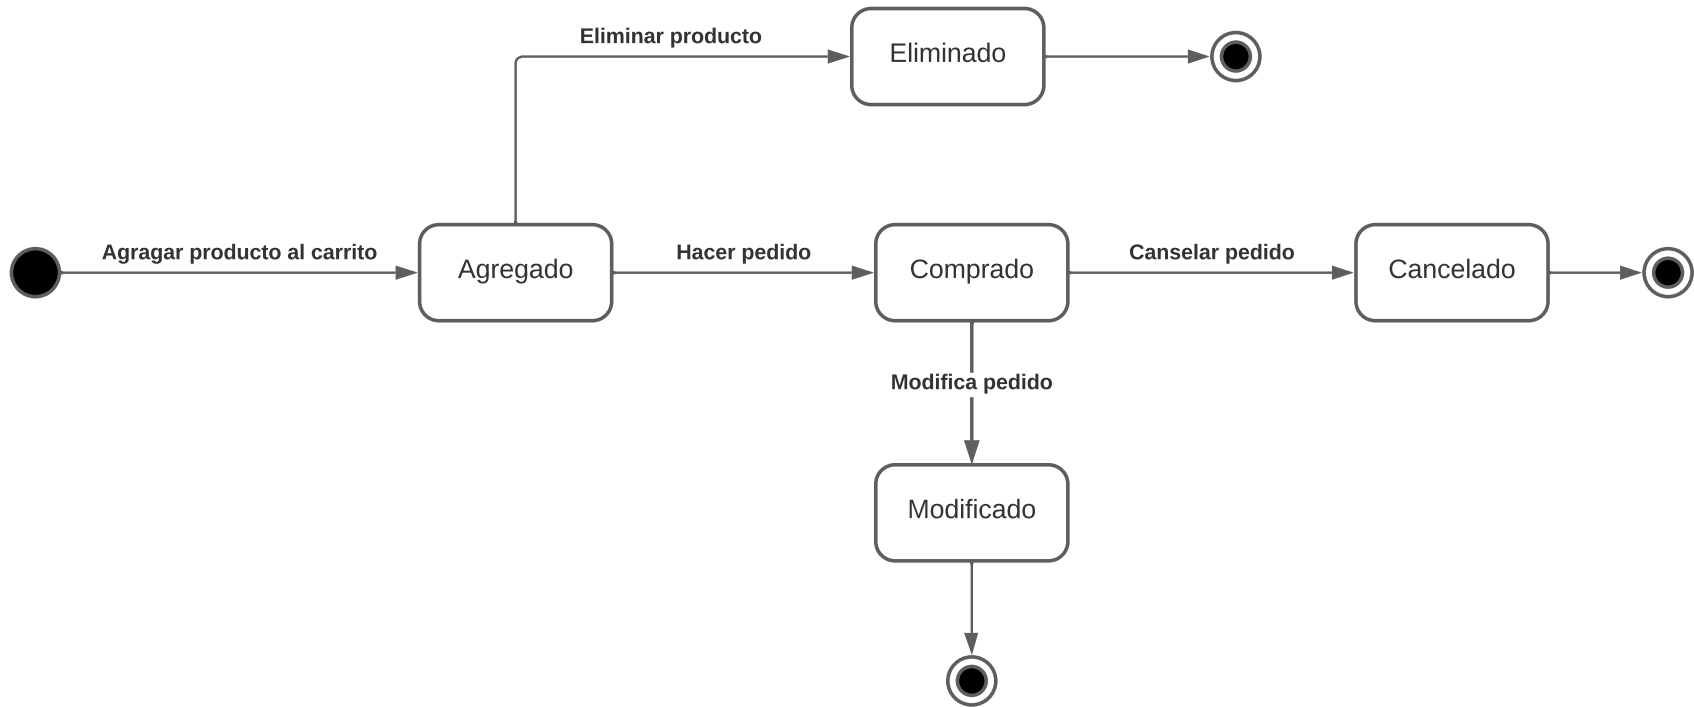 Eliminar producto
Eliminado
Agragar producto al carrito
Agregado
Hacer pedido
Comprado
Canselar pedido
Cancelado
Modifica pedido
Modificado